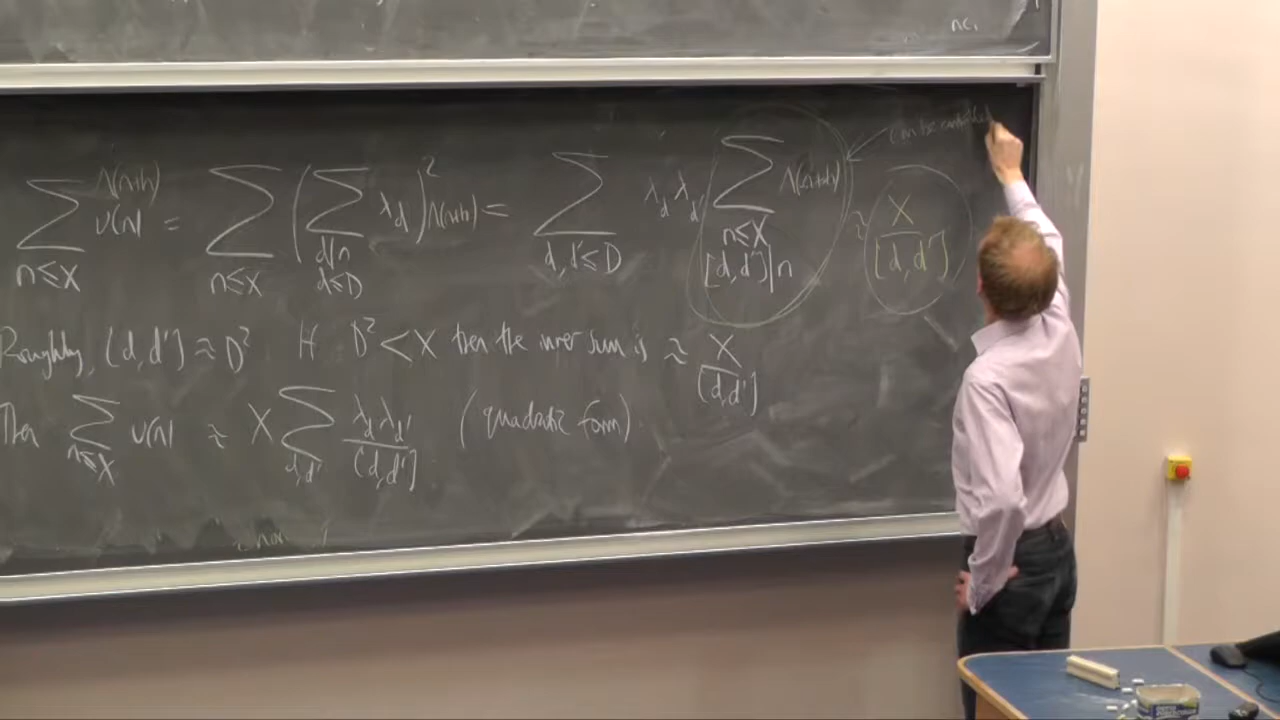 ∑_{n≤X} Λ(n+h) ν(n) = ∑_{n≤X} (∑_{d|n, d≤D} λ_d)² Λ(n+h) = ∑_{d,d'≤D} λ_d λ_d' ∑_{n≤X, [d,d']|n} ≈ X/[d,d'] ← can be controlled
Roughly, [d,d'] ≈ D² If D² < X then the inner sum is ≈ X/[d,d']
Then ∑_{n≤X} ν(n) ≈ X ∑_{d,d'} λ_d λ_d'/[d,d'] (quadratic form)